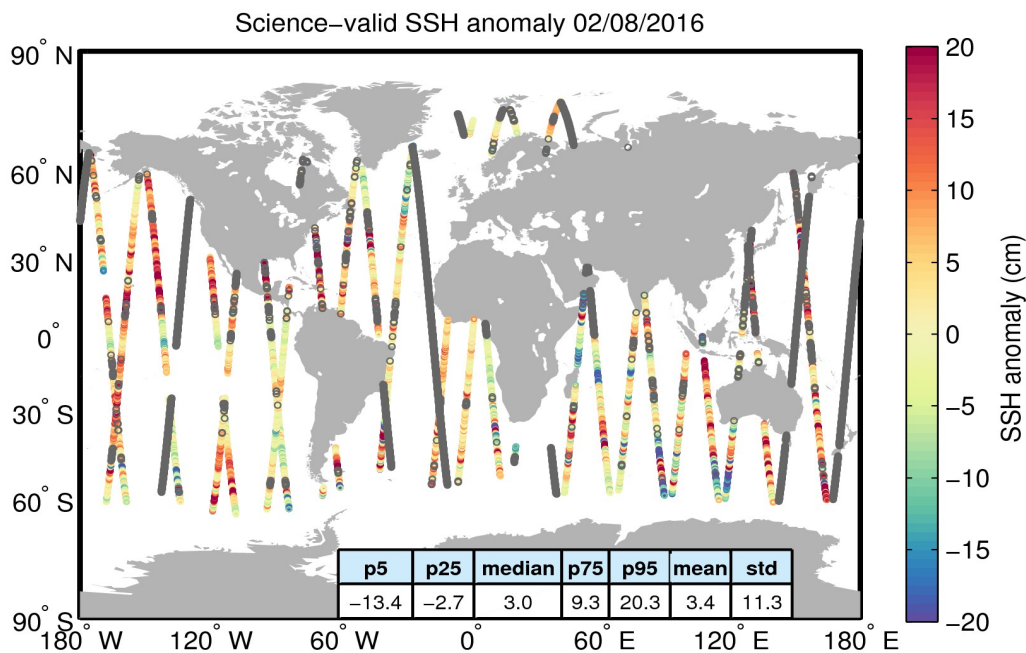 Science−valid SSH anomaly 02/08/2016
90° N
60° N
30° N
0°
30° S
60° S
90° S
180° W
120° W
60° W
0°
60° E
120° E
180° E
p5 p25 median p75 p95 mean std
−13.4 −2.7 3.0 9.3 20.3 3.4 11.3
20
15
10
5
0
−5
−10
−15
−20
SSH anomaly (cm)